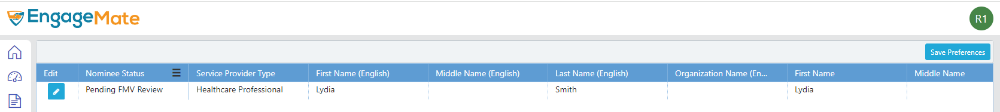 EngageMate
R1
Save Preferences
Edit Nominee Status Service Provider Type First Name (English) Middle Name (English) Last Name (English) Organization Name (En... First Name Middle Name
Pending FMV Review Healthcare Professional Lydia Smith Lydia